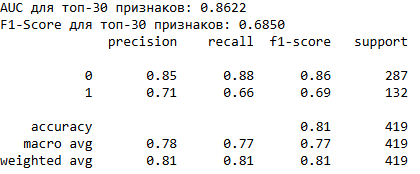 AUC для топ-30 признаков: 0.8622
F1-Score для топ-30 признаков: 0.6850
precision recall f1-score support
0 0.85 0.88 0.86 287
1 0.71 0.66 0.69 132
accuracy 0.81 419
macro avg 0.78 0.77 0.77 419
weighted avg 0.81 0.81 0.81 419